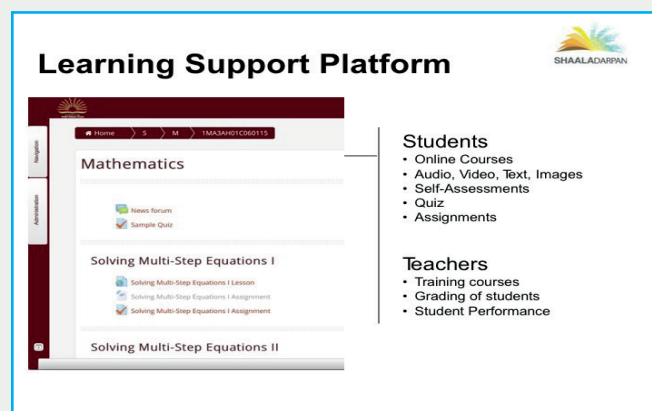 Learning Support Platform
SHAALADARPAN
Home S M 1MA3AH01C060115
Navigation
Administration
Mathematics
News forum
Sample Quiz
Solving Multi-Step Equations I
Solving Multi-Step Equations I Lesson
Solving Multi-Step Equations I Assignment
Solving Multi-Step Equations I Assignment
Solving Multi-Step Equations II
Students
• Online Courses
• Audio, Video, Text, Images
• Self-Assessments
• Quiz
• Assignments
Teachers
• Training courses
• Grading of students
• Student Performance